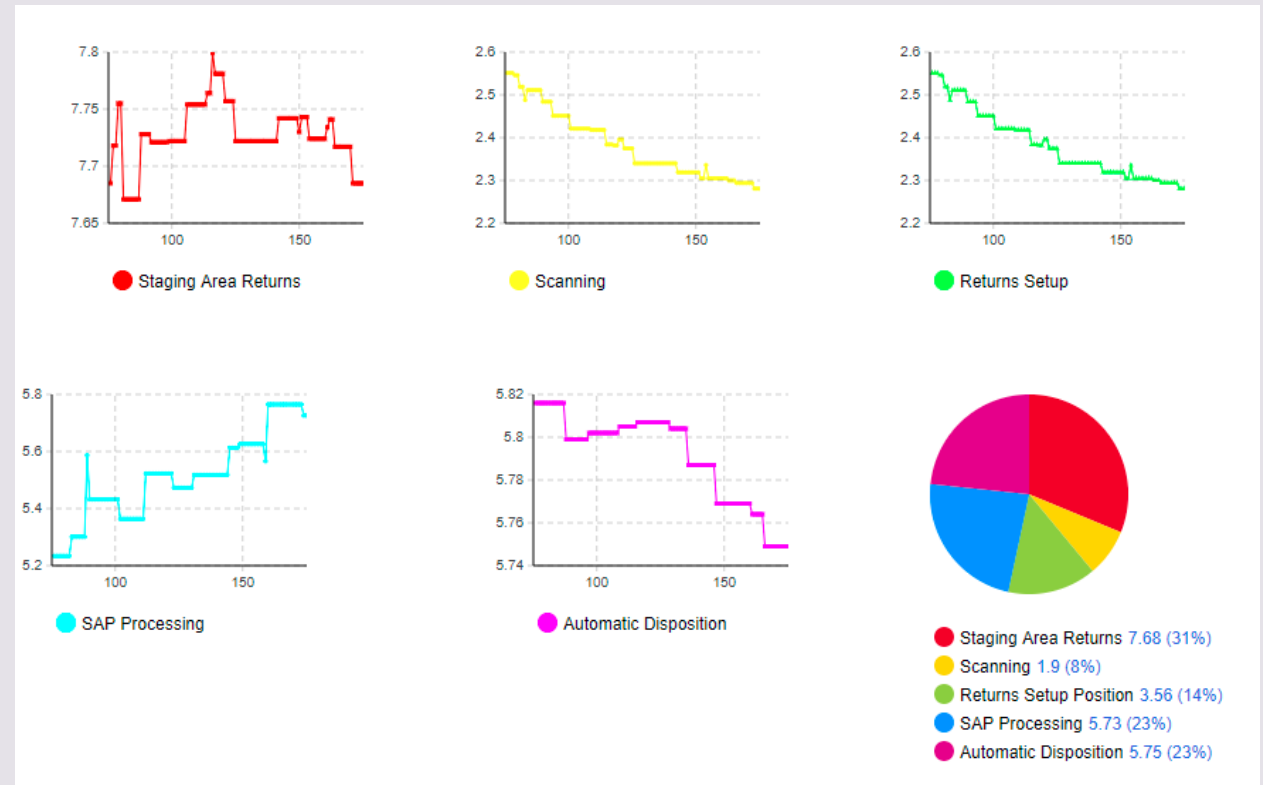 7.8
7.75
7.7
7.65
100 150
Staging Area Returns
2.6
2.5
2.4
2.3
2.2
100 150
Scanning
2.6
2.5
2.4
2.3
2.2
100 150
Returns Setup
5.8
5.6
5.4
5.2
100 150
SAP Processing
5.82
5.8
5.78
5.76
5.74
100 150
Automatic Disposition
Staging Area Returns 7.68 (31%)
Scanning 1.9 (8%)
Returns Setup Position 3.56 (14%)
SAP Processing 5.73 (23%)
Automatic Disposition 5.75 (23%)